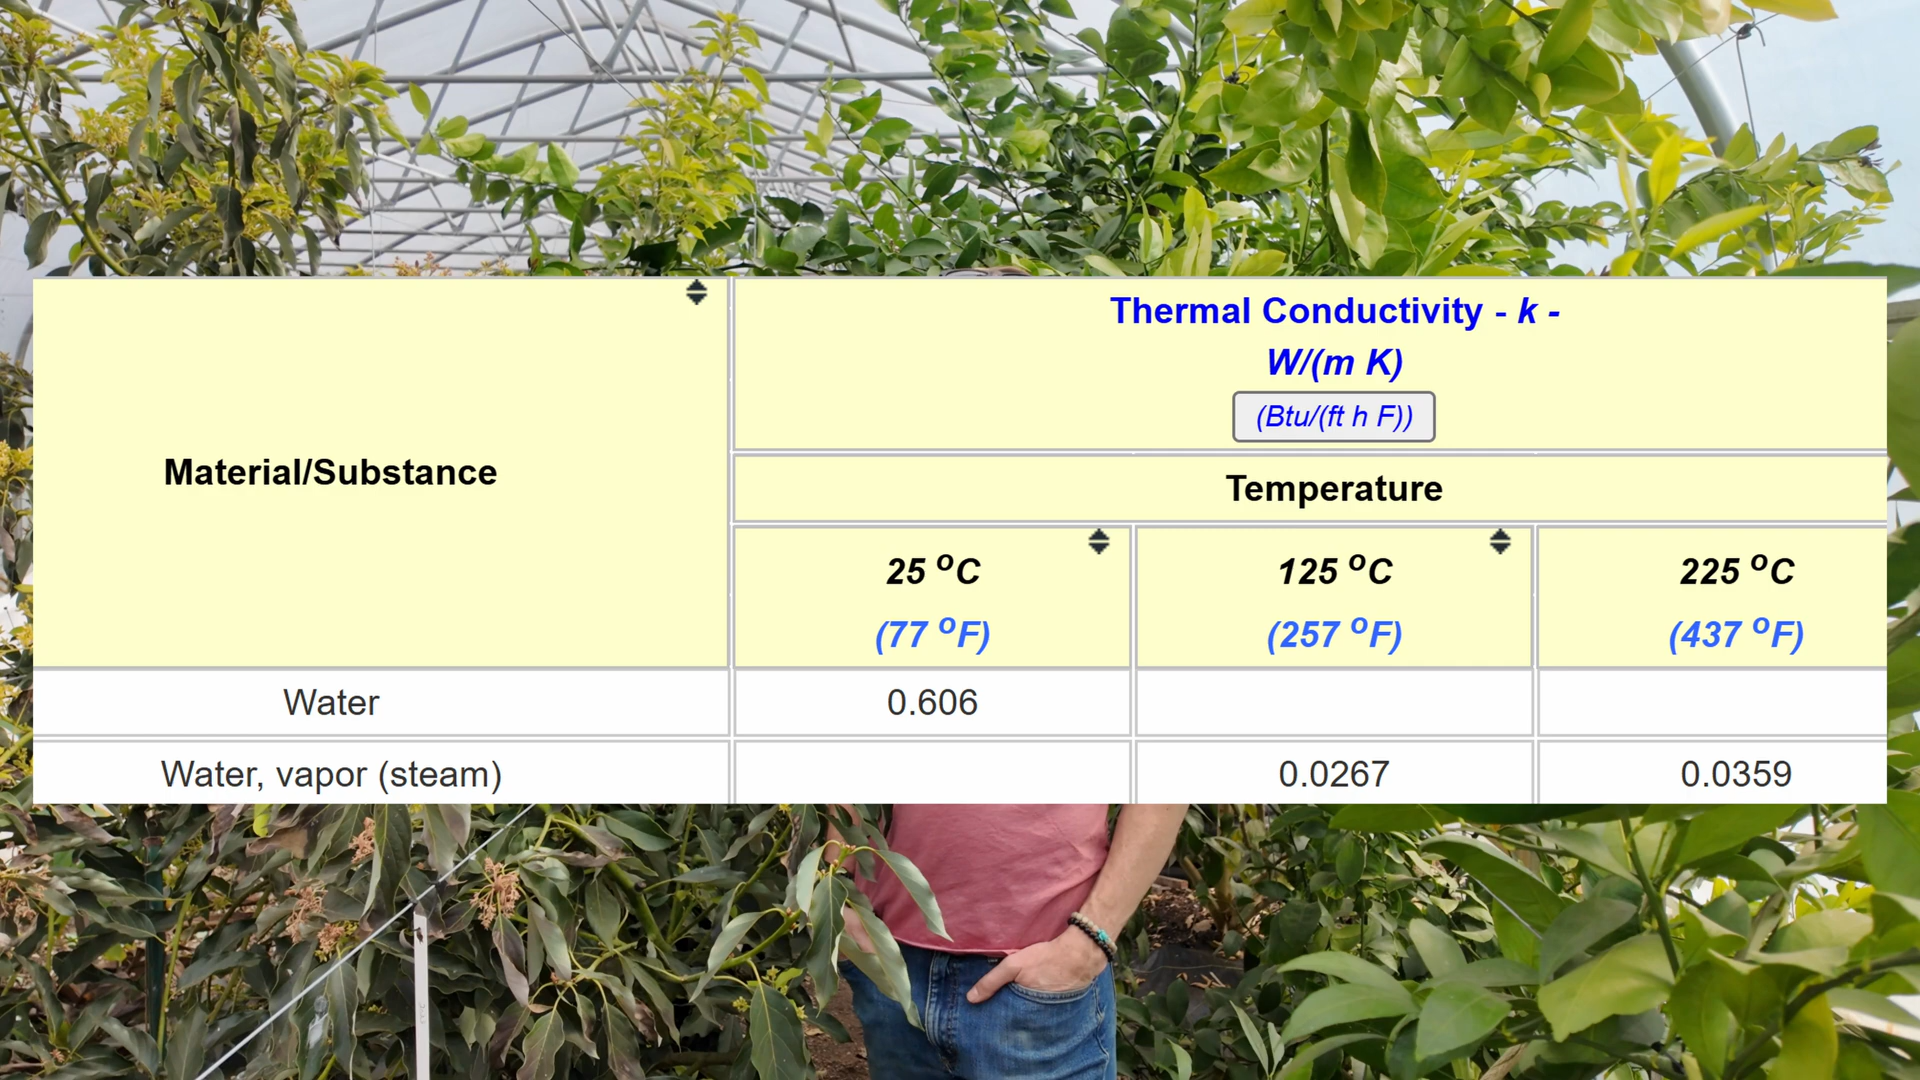 Material/Substance
Thermal Conductivity - k -
W/(m K)
(Btu/(ft h F))
Temperature
25 °C
(77 °F)
125 °C
(257 °F)
225 °C
(437 °F)
Water
0.606
Water, vapor (steam)
0.0267
0.0359